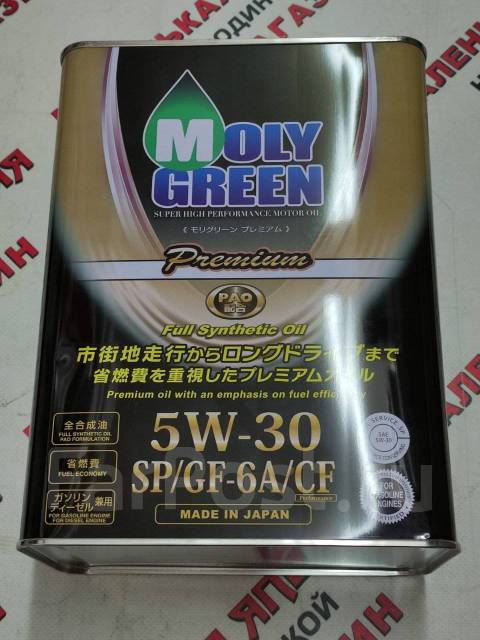 MOLY
GREEN
SUPER HIGH PERFORMANCE MOTOR OIL
《 モリグリーン プレミアム 》
Premium
PAO
配合
Full Synthetic Oil
市街地走行からロングドライブまで
省燃費を重視したプレミアムオイル
Premium oil with an emphasis on fuel efficiency
全合成油
FULL SYNTHETIC OIL
PAO FORMULATION
省燃費
FUEL ECONOMY
ガソリン
ディーゼル 兼用
FOR GASOLINE ENGINE
FOR DIESEL ENGINE
5W-30
SP/GF-6A/CF
Performance
MADE IN JAPAN
SERVICE SP
SAE
5W-30
FOR
GASOLINE
ENGINES
МАГАЗИН